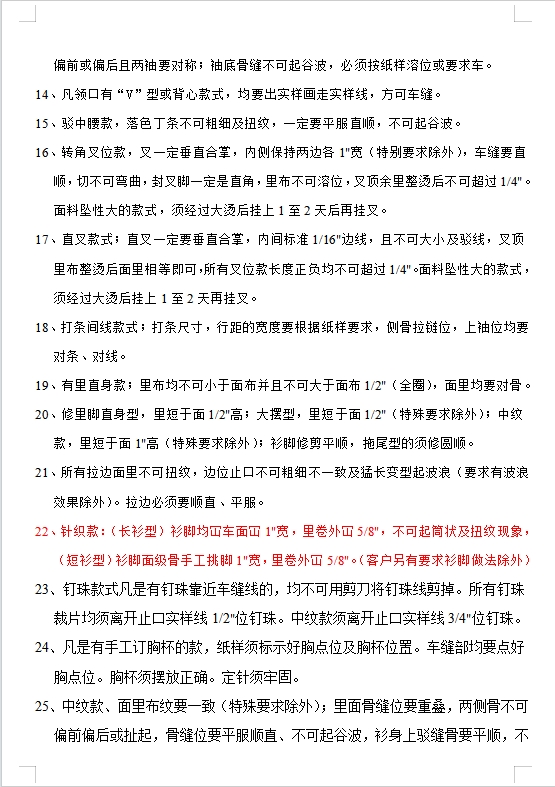 偏前或偏后且两袖要对称；袖底骨缝不可起谷波，必须按纸样溶位或要求车。
14、凡领口有“V”型或背心款式，均要出实样画走实样线，方可车缝。
15、驳中腰款，落色丁条不可粗细及扭纹，一定要平服直顺，不可起谷波。
16、转角叉位款，叉一定垂直合掌，内侧保持两边各 1"宽（特别要求除外），车缝要直
顺，切不可弯曲，封叉脚一定是直角，里布不可溶位，叉顶余里整烫后不可超过 1/4"。
面料坠性大的款式，须经过大烫后挂上 1 至 2 天后再挂叉。
17、直叉款式；直叉一定要垂直合掌，内间标准 1/16"边线，且不可大小及驳线，叉顶
里布整烫后面里相等即可，所有叉位款长度正负均不可超过 1/4"。面料坠性大的款式，
须经过大烫后挂上 1 至 2 天再挂叉。
18、打条间线款式；打条尺寸，行距的宽度要根据纸样要求，侧骨拉链位，上袖位均要
对条、对线。
19、有里直身款；里布均不可小于面布并且不可大于面布 1/2"（全圈），面里均要对骨。
20、修里脚直身型，里短于面 1/2"高；大摆型，里短于面 1/2"（特殊要求除外）；中纹
款，里短于面 1"高（特殊要求除外）；衫脚修剪平顺，拖尾型的须修圆顺。
21、所有拉边面里不可扭纹，边位止口不可粗细不一致及猛长变型起波浪（要求有波浪
效果除外）。拉边必须要顺直、平服。
22、针织款：（长衫型）衫脚均冚车面冚 1"宽，里卷外冚 5/8"，不可起筒状及扭纹现象，
（短衫型）衫脚面级骨手工挑脚 1"宽，里卷外冚 5/8"。（客户另有要求衫脚做法除外）
23、钉珠款式凡是有钉珠靠近车缝线的，均不可用剪刀将钉珠线剪掉。所有钉珠
裁片均须离开止口实样线 1/2"位钉珠。中纹款须离开止口实样线 3/4"位钉珠。
24、凡是有手工订胸杯的款，纸样须标示好胸点位及胸杯位置。车缝部均要点好
胸点位。胸杯须摆放正确。定针须牢固。
25、中纹款、面里布纹要一致（特殊要求除外）；里面骨缝位要重叠，两侧骨不可
偏前偏后或扯起，骨缝位要平服顺直、不可起谷波，衫身上驳缝骨要平顺，不